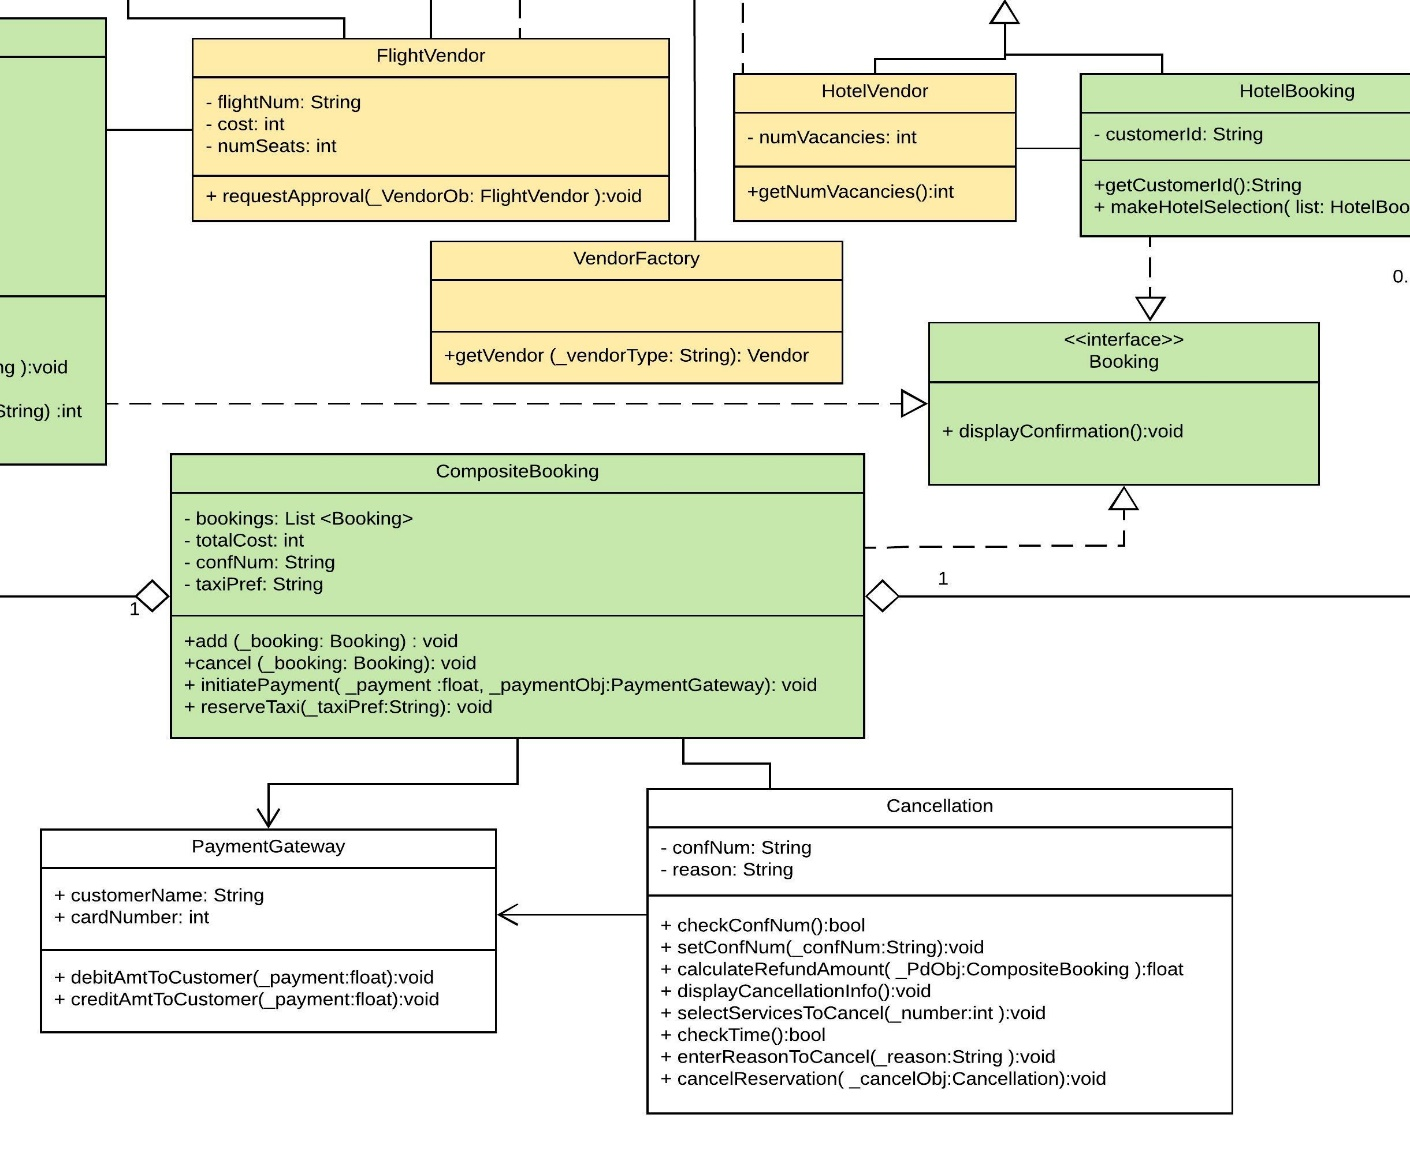 FlightVendor
- flightNum: String
- cost: int
- numSeats: int
+ requestApproval(_VendorOb: FlightVendor ):void
HotelVendor
- numVacancies: int
+getNumVacancies():int
HotelBooking
- customerId: String
+getCustomerId():String
+ makeHotelSelection( list: HotelBoo
0.
VendorFactory
+getVendor (_vendorType: String): Vendor
ng ):void
String) :int
<<interface>>
Booking
+ displayConfirmation():void
CompositeBooking
- bookings: List <Booking>
- totalCost: int
- confNum: String
- taxiPref: String
1
1
+add (_booking: Booking) : void
+cancel (_booking: Booking): void
+ initiatePayment( _payment :float, _paymentObj:PaymentGateway): void
+ reserveTaxi(_taxiPref:String): void
PaymentGateway
+ customerName: String
+ cardNumber: int
+ debitAmtToCustomer(_payment:float):void
+ creditAmtToCustomer(_payment:float):void
Cancellation
- confNum: String
- reason: String
+ checkConfNum():bool
+ setConfNum(_confNum:String):void
+ calculateRefundAmount( _PdObj:CompositeBooking ):float
+ displayCancellationInfo():void
+ selectServicesToCancel(_number:int ):void
+ checkTime():bool
+ enterReasonToCancel(_reason:String ):void
+ cancelReservation( _cancelObj:Cancellation):void